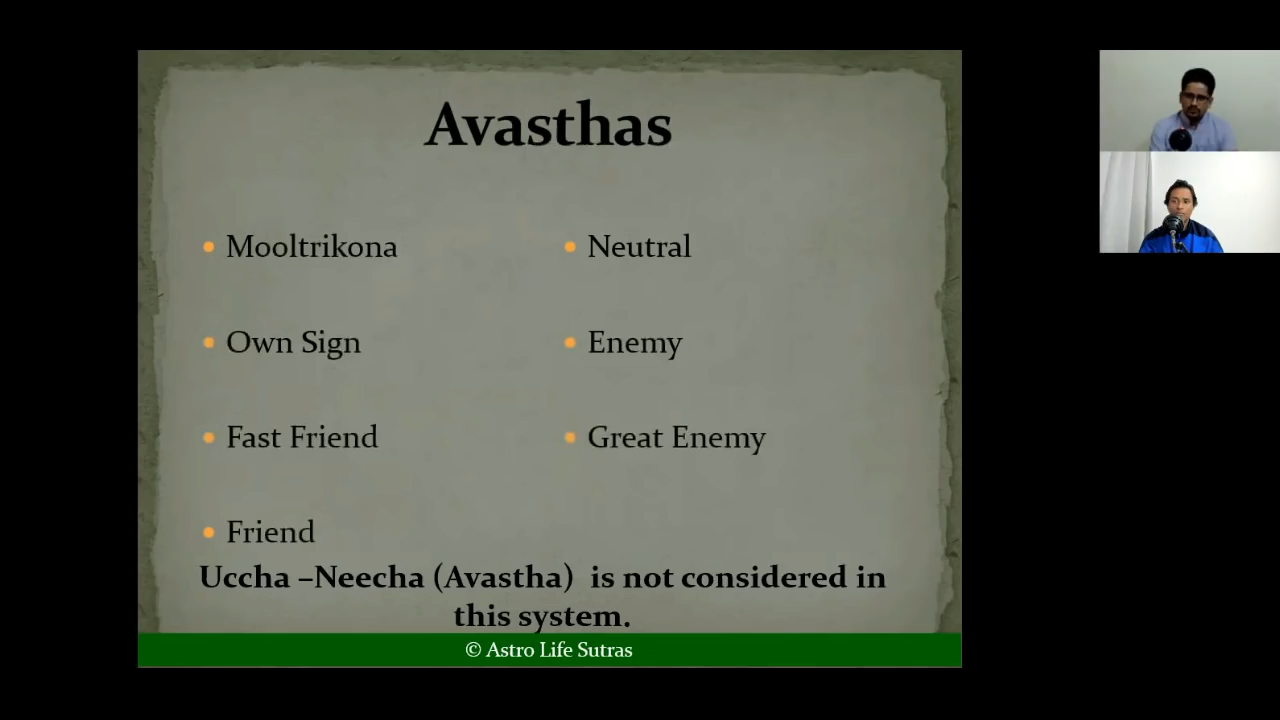 Avasthas
• Mooltrikona
• Own Sign
• Fast Friend
• Friend
• Neutral
• Enemy
• Great Enemy
Uccha –Neecha (Avastha) is not considered in
this system.
© Astro Life Sutras